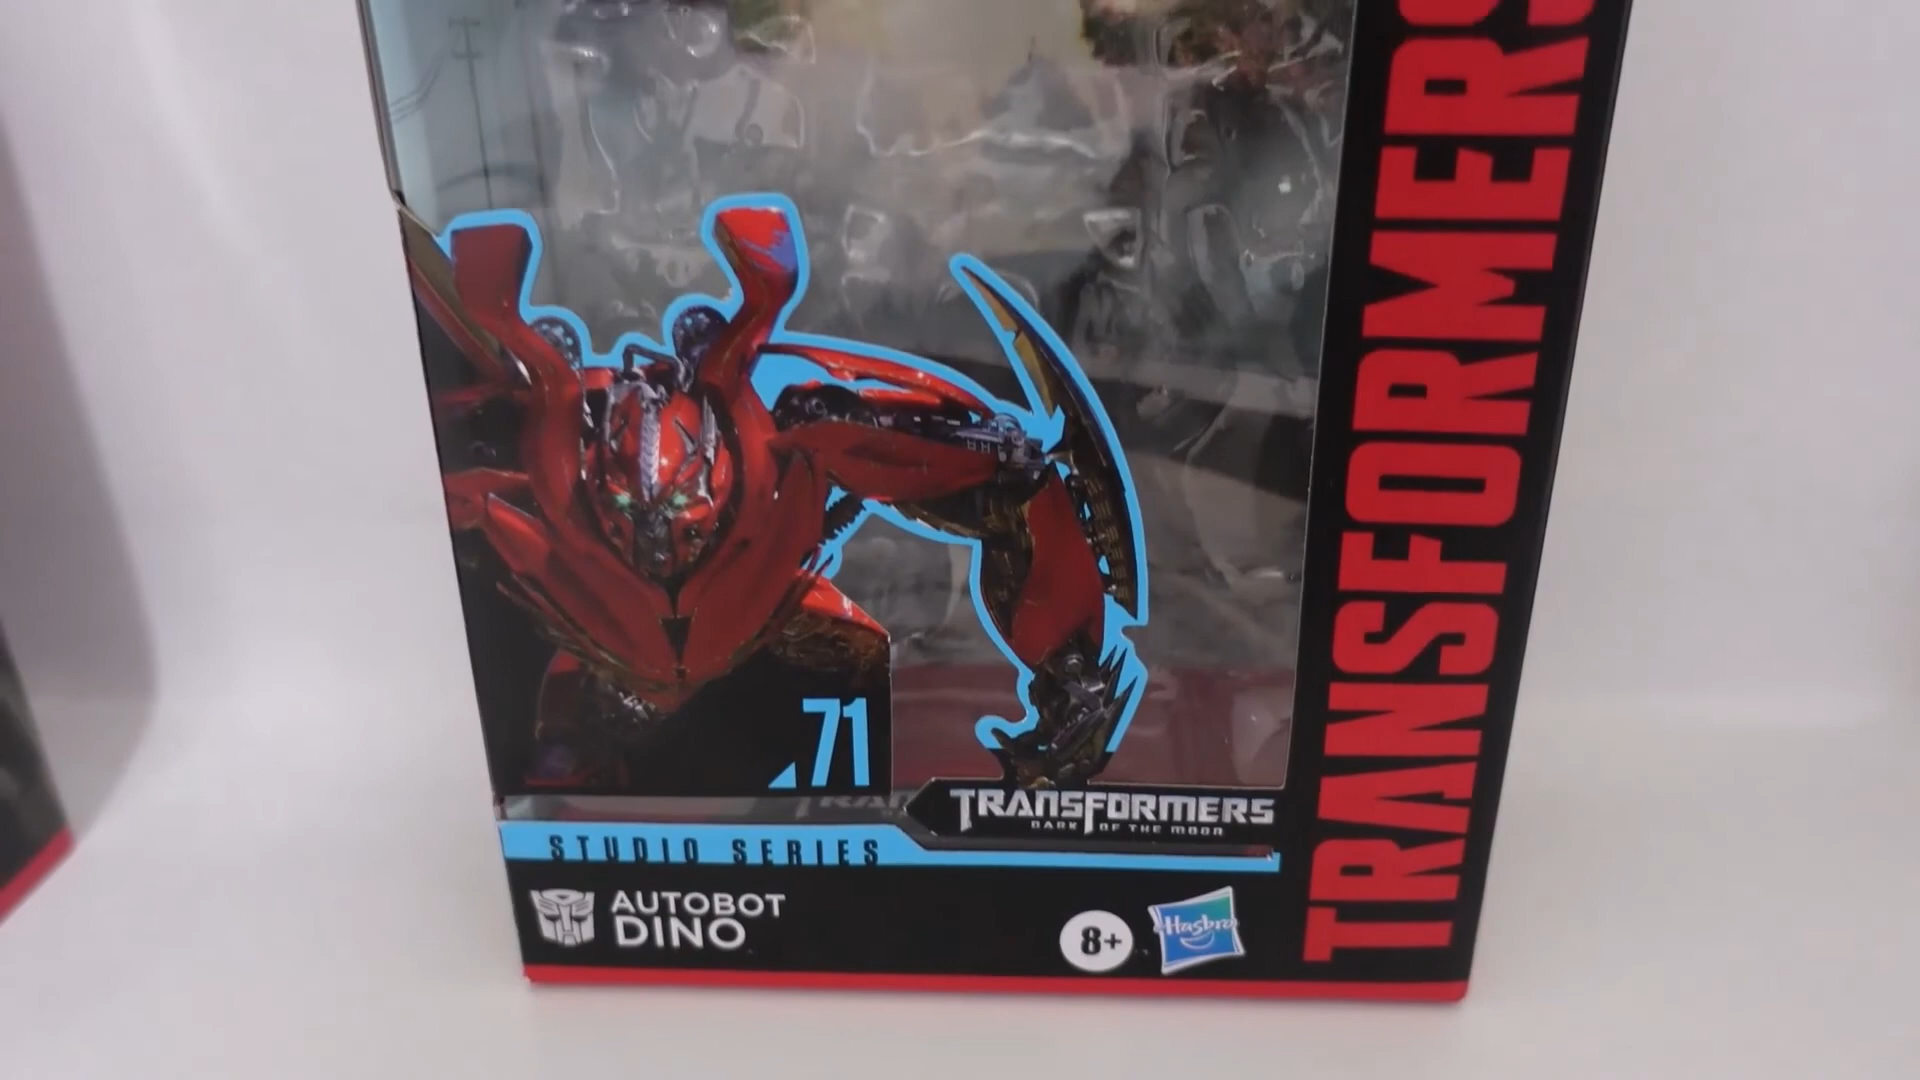 TRANSFORMERS
71
TRANSFORMERS
DARK OF THE MOON
STUDIO SERIES
AUTOBOT
DINO
8+
Hasbro